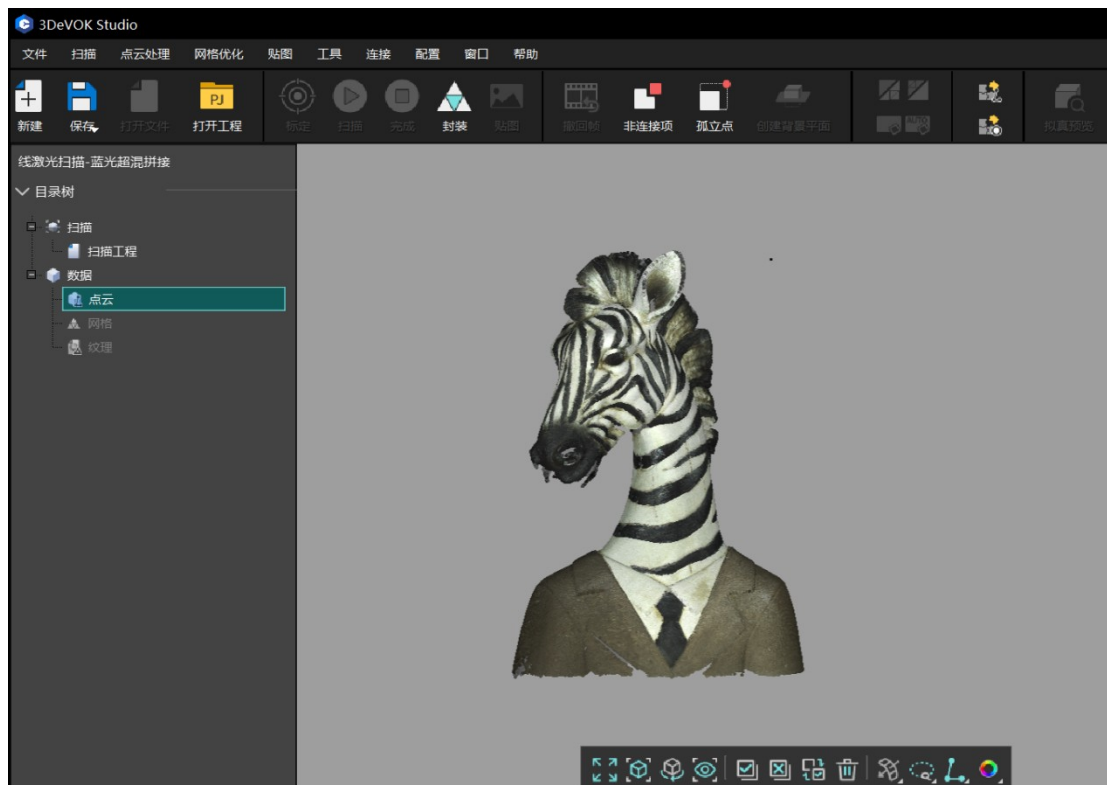 3DeVOK Studio
文件 扫描 点云处理 网格优化 贴图 工具 连接 配置 窗口 帮助
PJ
新建 保存 打开文件 打开工程 标定 扫描 完成 封装 贴图 撤回帧 非连接项 孤立点 创建背景平面 拟真预览
线激光扫描-蓝光超混拼接
目录树
扫描
扫描工程
数据
点云
网格
纹理